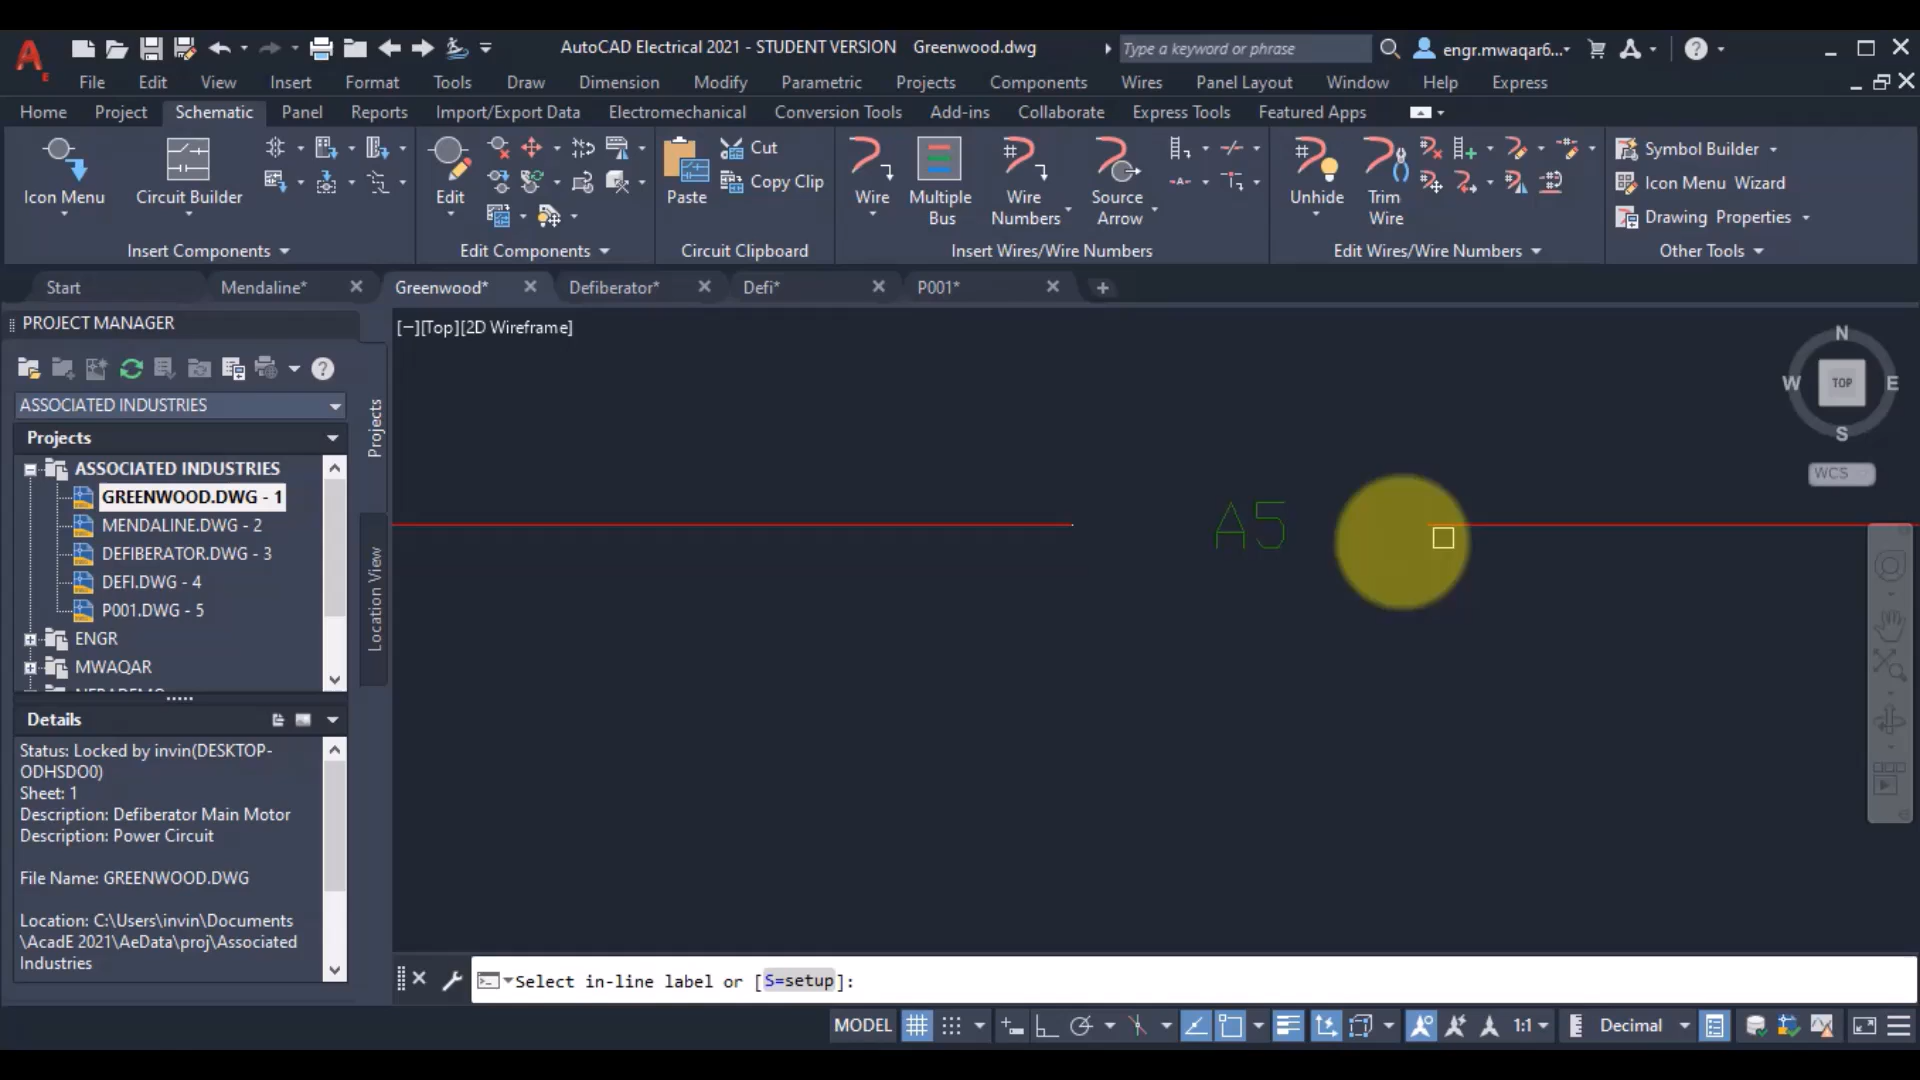 AutoCAD Electrical 2021 - STUDENT VERSION Greenwood.dwg Type a keyword or phrase engr.mwaqar6...
File Edit View Insert Format Tools Draw Dimension Modify Parametric Projects Components Wires Panel Layout Window Help Express
Home Project Schematic Panel Reports Import/Export Data Electromechanical Conversion Tools Add-ins Collaborate Express Tools Featured Apps
Icon Menu Circuit Builder Edit Paste Cut Copy Clip Wire Multiple Bus Wire Numbers Source Arrow Unhide Trim Wire Symbol Builder
Icon Menu Wizard
Drawing Properties
Insert Components Edit Components Circuit Clipboard Insert Wires/Wire Numbers Edit Wires/Wire Numbers Other Tools
Start Mendaline* Greenwood* Defiberator* Defi* P001*
PROJECT MANAGER
[−][Top][2D Wireframe]
ASSOCIATED INDUSTRIES
Projects
ASSOCIATED INDUSTRIES
GREENWOOD.DWG - 1
MENDALINE.DWG - 2
DEFIBERATOR.DWG - 3
DEFI.DWG - 4
P001.DWG - 5
ENGR
MWAQAR
Projects
Location View
Details
Status: Locked by invin(DESKTOP-
ODHSDO0)
Sheet: 1
Description: Defiberator Main Motor
Description: Power Circuit
File Name: GREENWOOD.DWG
Location: C:\Users\invin\Documents
\AcadE 2021\AeData\proj\Associated
Industries
A5
N
W TOP E
S
WCS
Select in-line label or [S=setup]:
MODEL 1:1 Decimal